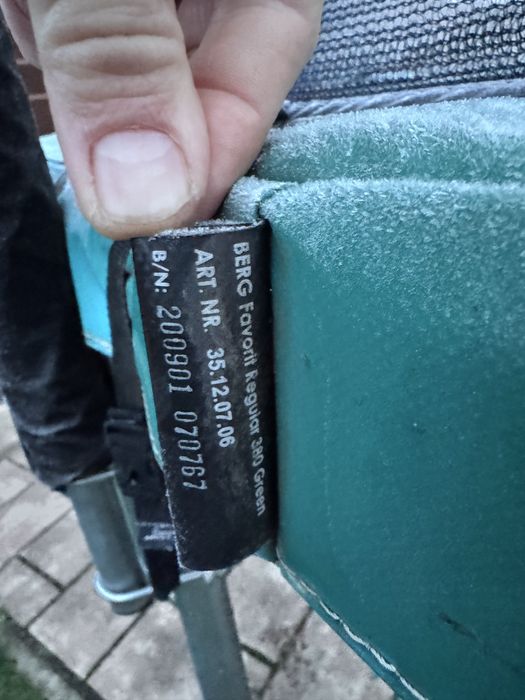 BERG Favorit Regular 380 Green
ART. NR. 35.12.07.06
B/N: 200901 070767